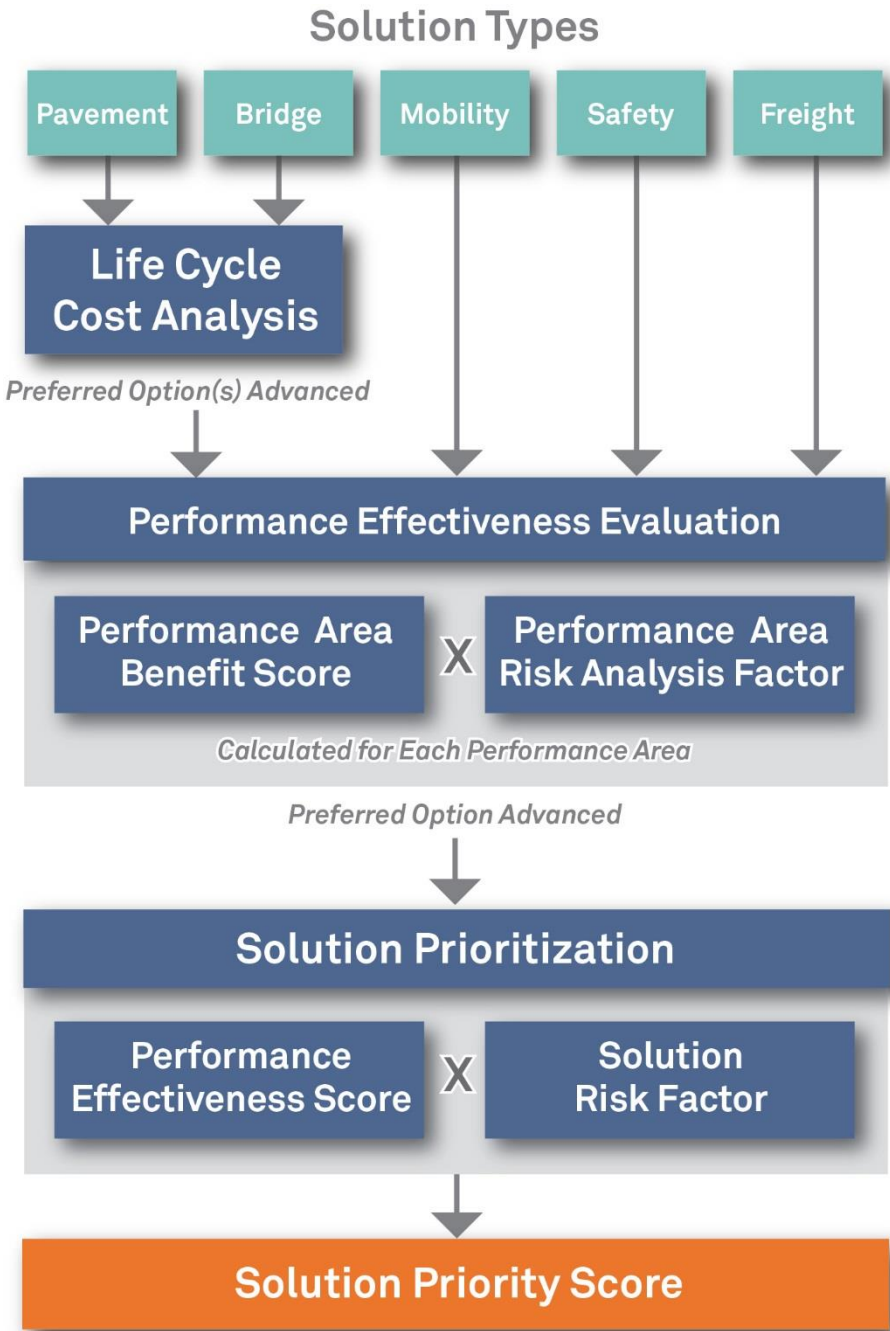 Solution Types
Pavement
Bridge
Mobility
Safety
Freight
Life Cycle
Cost Analysis
Preferred Option(s) Advanced
Performance Effectiveness Evaluation
Performance Area
Benefit Score
X
Performance Area
Risk Analysis Factor
Calculated for Each Performance Area
Preferred Option Advanced
Solution Prioritization
Performance
Effectiveness Score
X
Solution
Risk Factor
Solution Priority Score